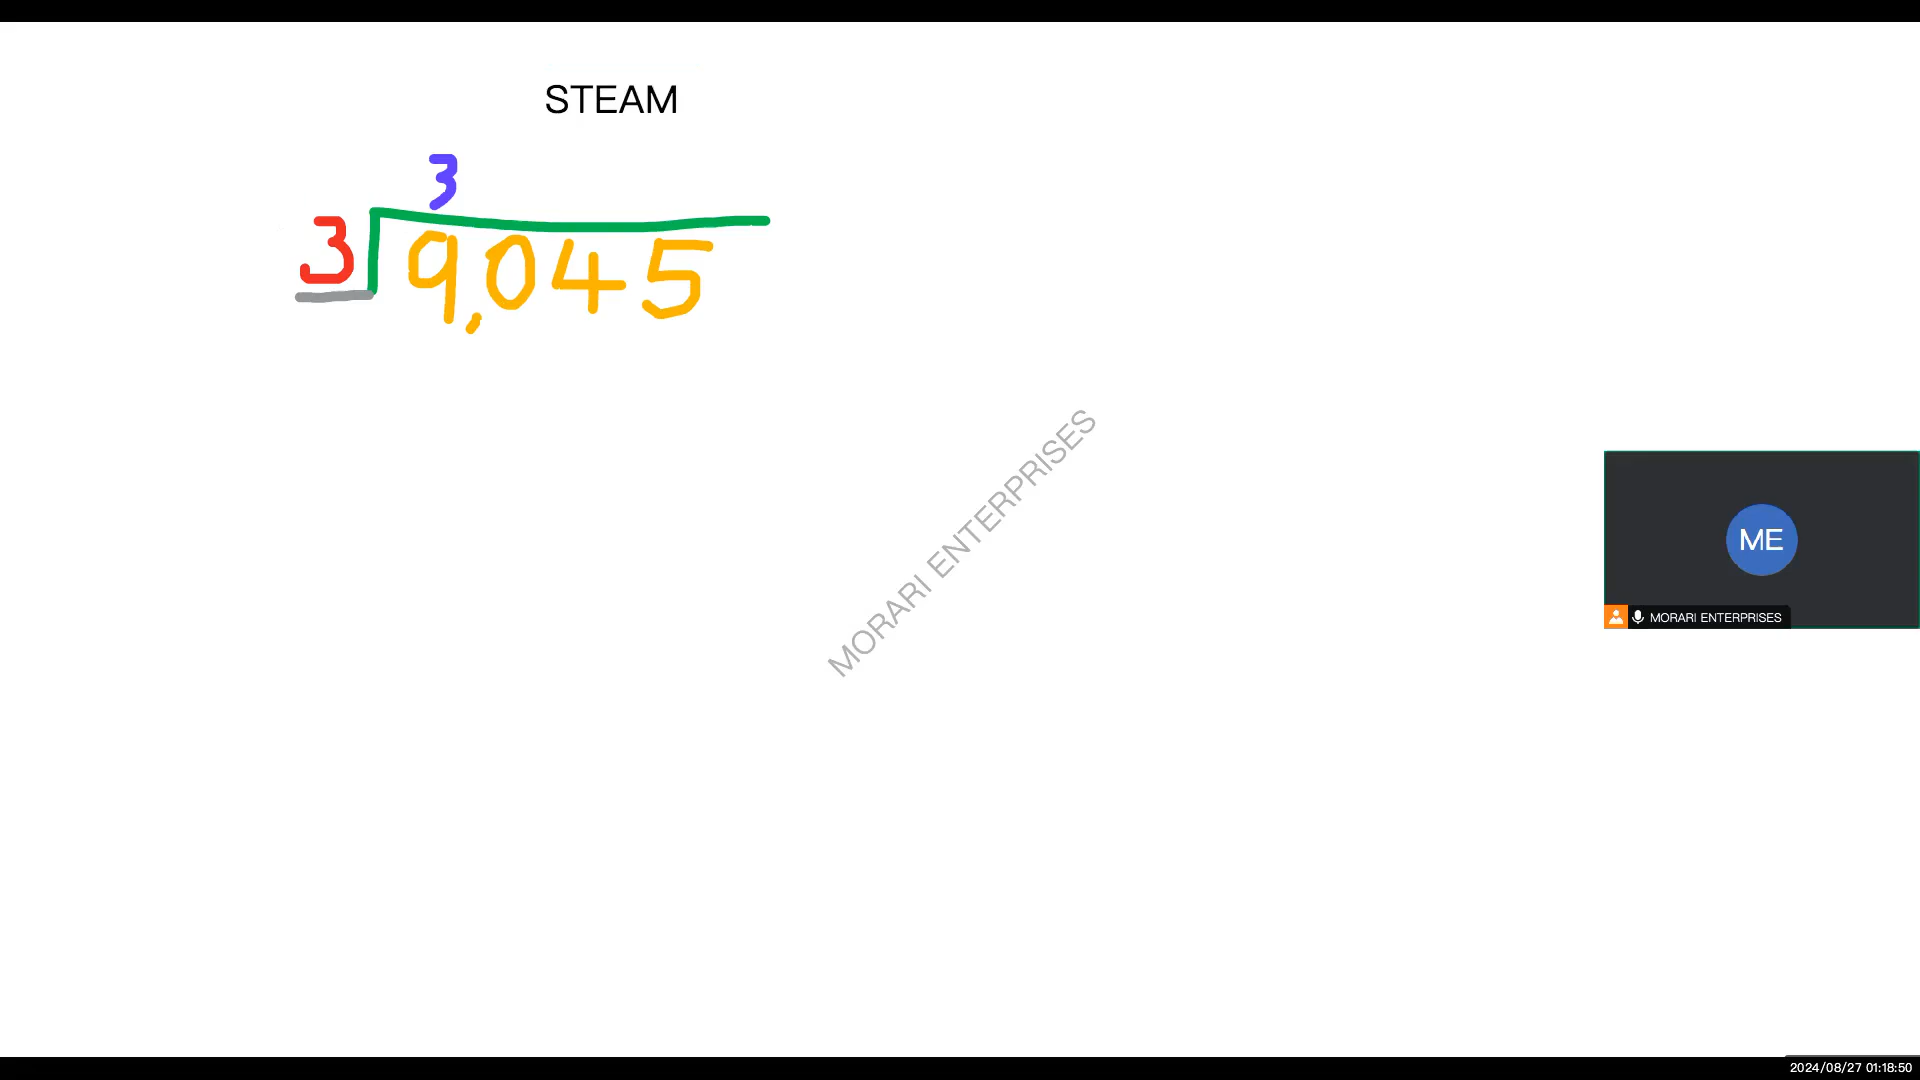 STEAM
3
3 9,045
MORARI ENTERPRISES
ME
MORARI ENTERPRISES
2024/08/27 01:18:50